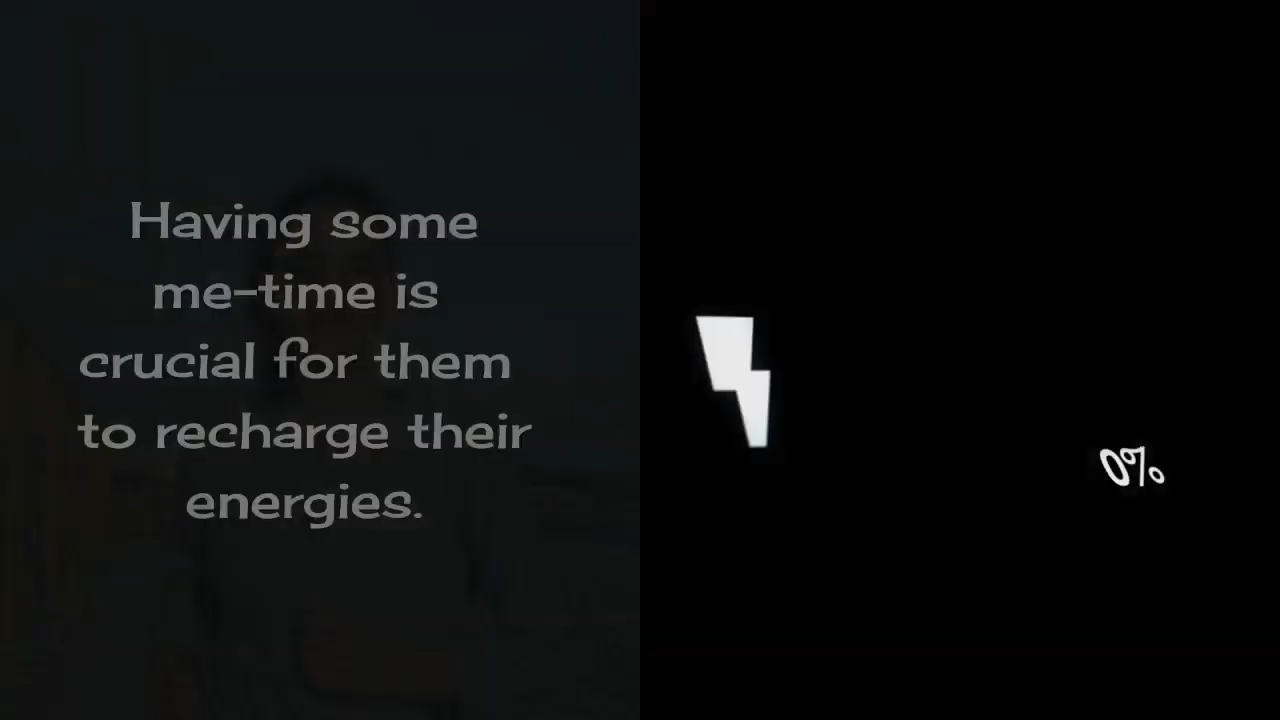 Having some
me-time is
crucial for them
to recharge their
energies.
0%